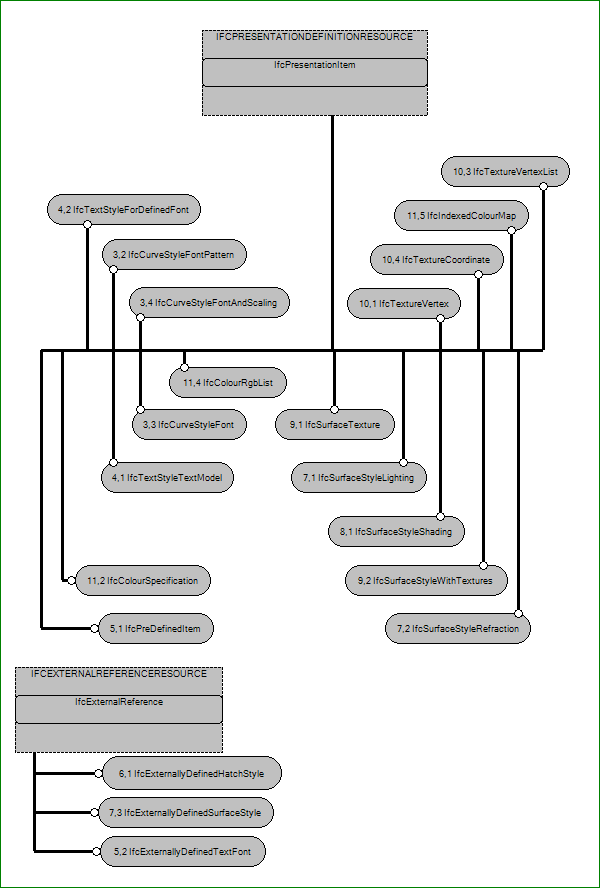 IFCPRESENTATIONDEFINITIONRESOURCE
IfcPresentationItem
10,3 IfcTextureVertexList
4,2 IfcTextStyleForDefinedFont
11,5 IfcIndexedColourMap
3,2 IfcCurveStyleFontPattern
10,4 IfcTextureCoordinate
3,4 IfcCurveStyleFontAndScaling
10,1 IfcTextureVertex
11,4 IfcColourRgbList
3,3 IfcCurveStyleFont
9,1 IfcSurfaceTexture
4,1 IfcTextStyleTextModel
7,1 IfcSurfaceStyleLighting
8,1 IfcSurfaceStyleShading
11,2 IfcColourSpecification
9,2 IfcSurfaceStyleWithTextures
5,1 IfcPreDefinedItem
7,2 IfcSurfaceStyleRefraction
IFCEXTERNALREFERENCERESOURCE
IfcExternalReference
6,1 IfcExternallyDefinedHatchStyle
7,3 IfcExternallyDefinedSurfaceStyle
5,2 IfcExternallyDefinedTextFont